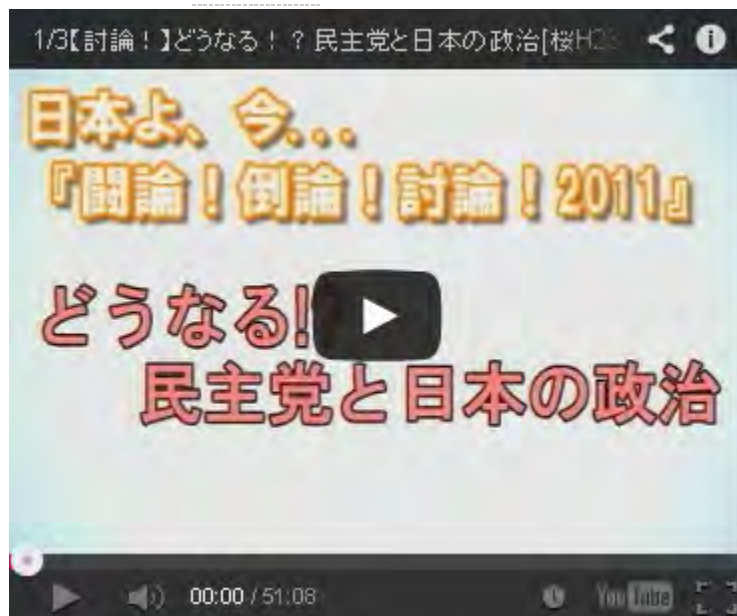 1/3【討論！】どうなる！？民主党と日本の政治[桜H23
日本よ、今...
『闘論！倒論！討論！2011』
どうなる!
民主党と日本の政治
00:00 / 51:08
YouTube